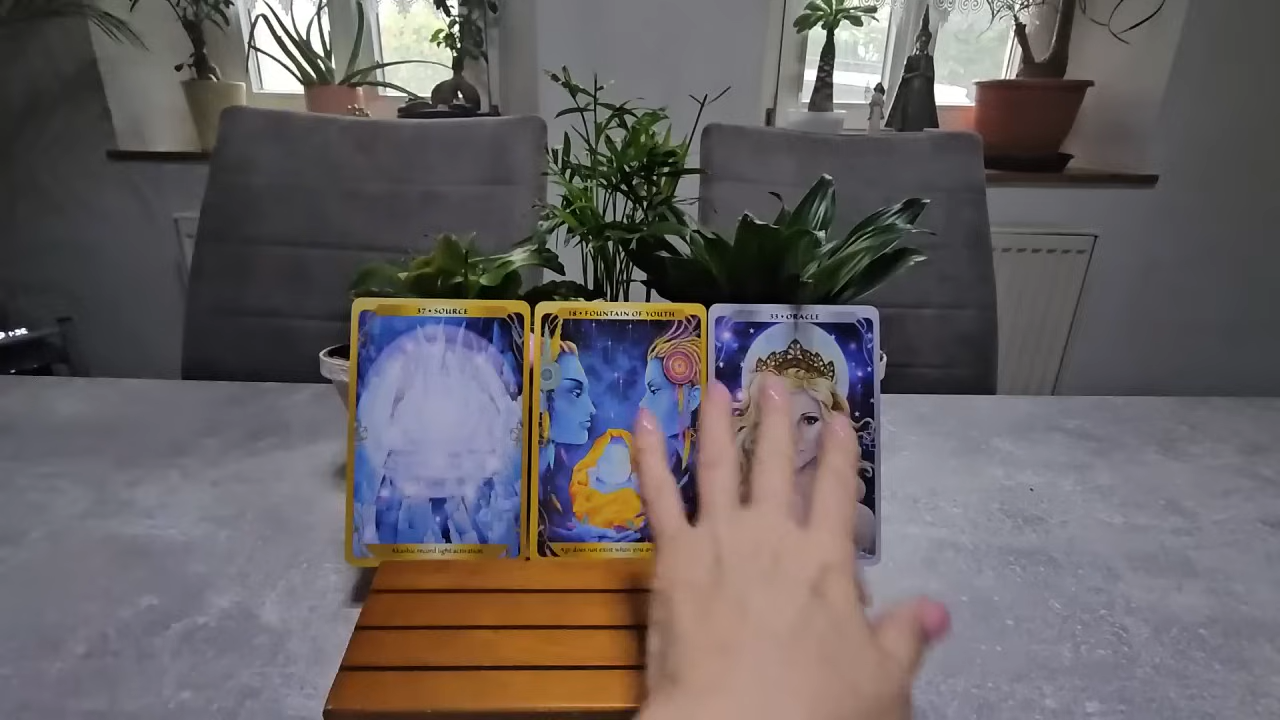 37 • SOURCE
18 • FOUNTAIN OF YOUTH
33 • ORACLE
Akashic record light activation
Age does not exist when you